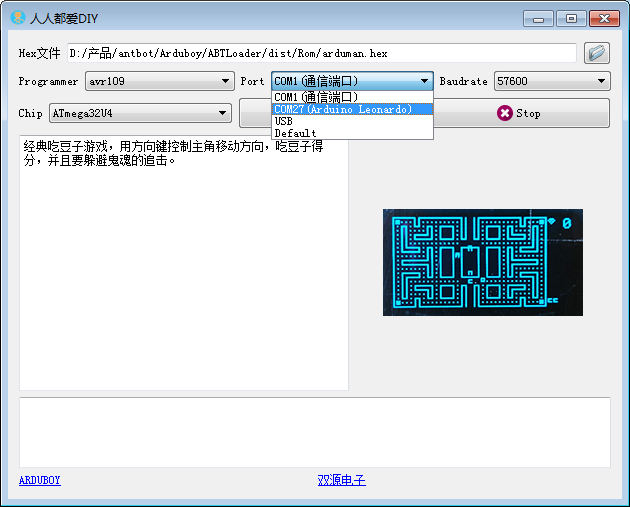 人人都爱DIY
Hex文件 D:/产品/antbot/Arduboy/ABTLoader/dist/Rom/arduman.hex
Programmer avr109 Port COM1(通信端口) Baudrate 57600
COM1(通信端口)
COM27(Arduino Leonardo)
USB
Default
Chip ATmega32U4 Stop
经典吃豆子游戏，用方向键控制主角移动方向，吃豆子得
分，并且要躲避鬼魂的追击。
0
ARDUBOY 双源电子